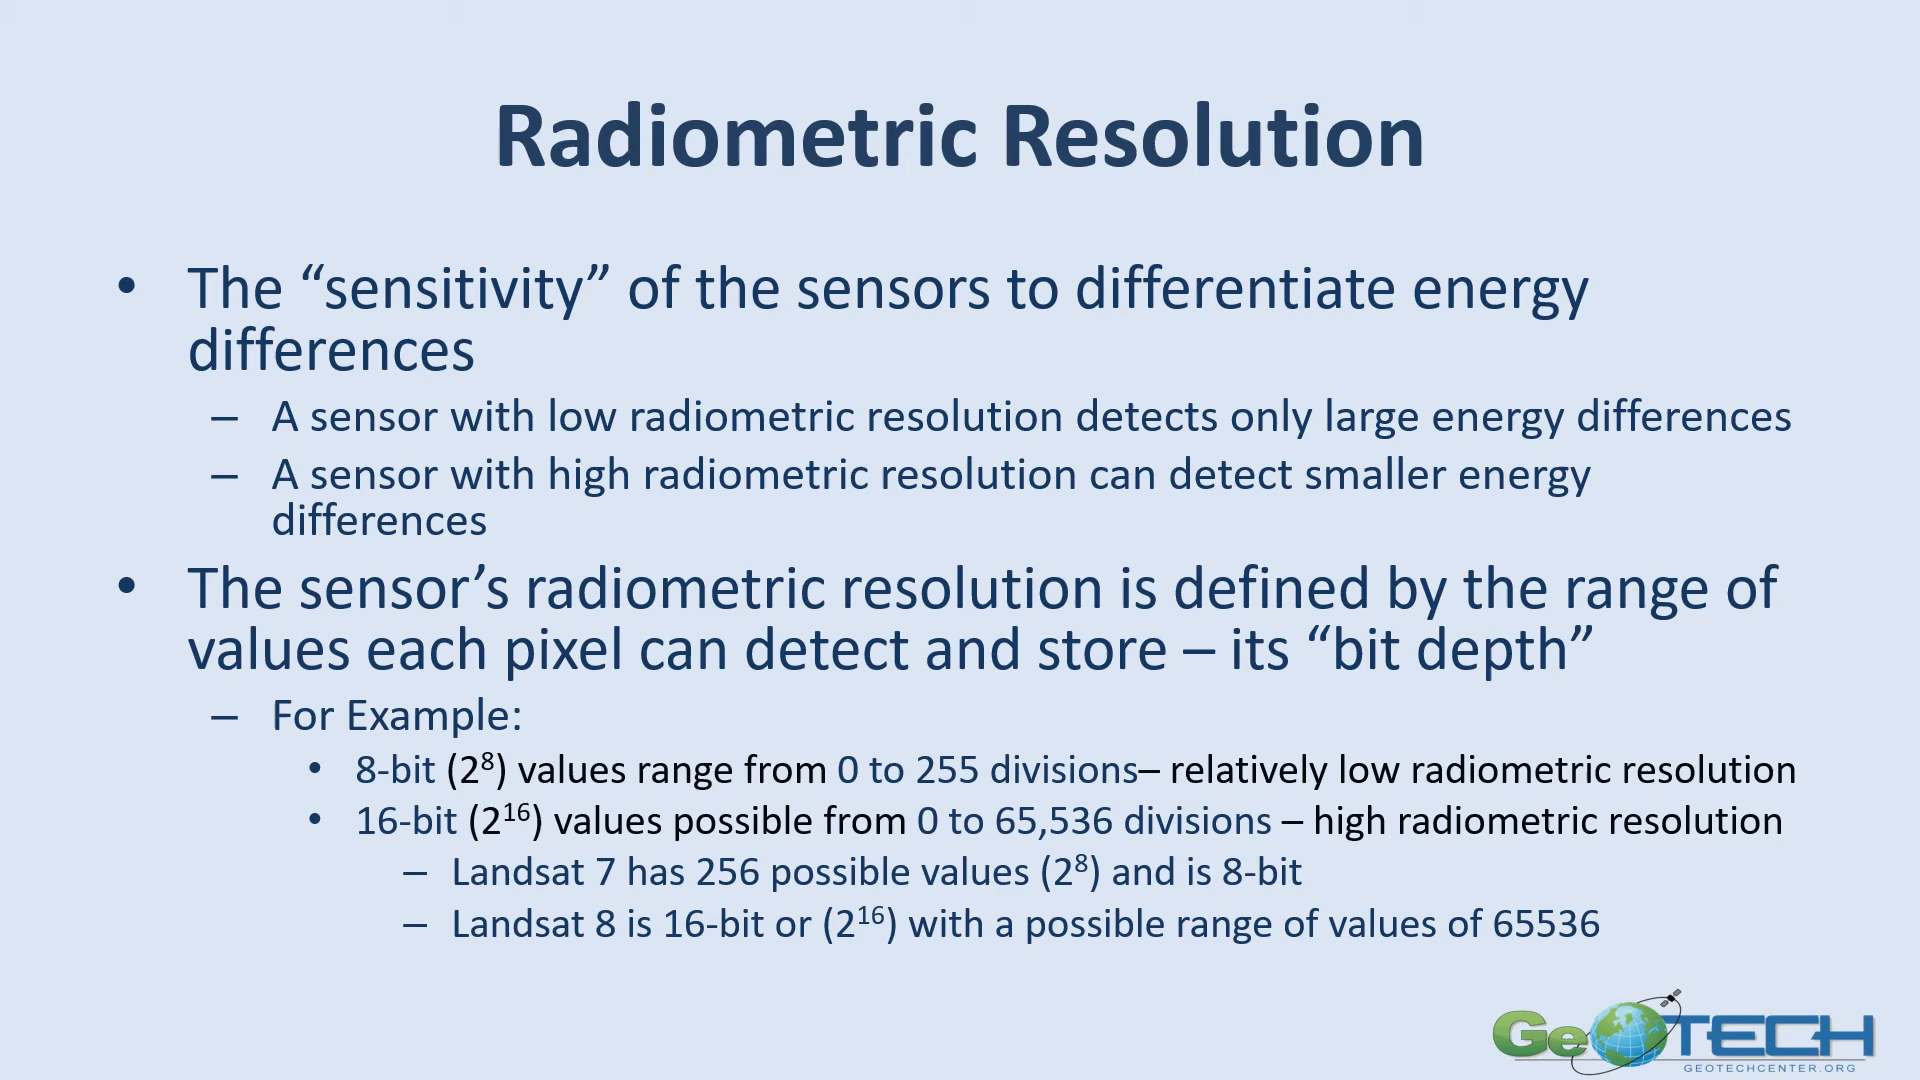 Radiometric Resolution
• The “sensitivity” of the sensors to differentiate energy
differences
– A sensor with low radiometric resolution detects only large energy differences
– A sensor with high radiometric resolution can detect smaller energy
differences
• The sensor’s radiometric resolution is defined by the range of
values each pixel can detect and store – its “bit depth”
– For Example:
• 8-bit (2⁸) values range from 0 to 255 divisions– relatively low radiometric resolution
• 16-bit (2¹⁶) values possible from 0 to 65,536 divisions – high radiometric resolution
– Landsat 7 has 256 possible values (2⁸) and is 8-bit
– Landsat 8 is 16-bit or (2¹⁶) with a possible range of values of 65536
GeoTECH
GEOTECHCENTER.ORG